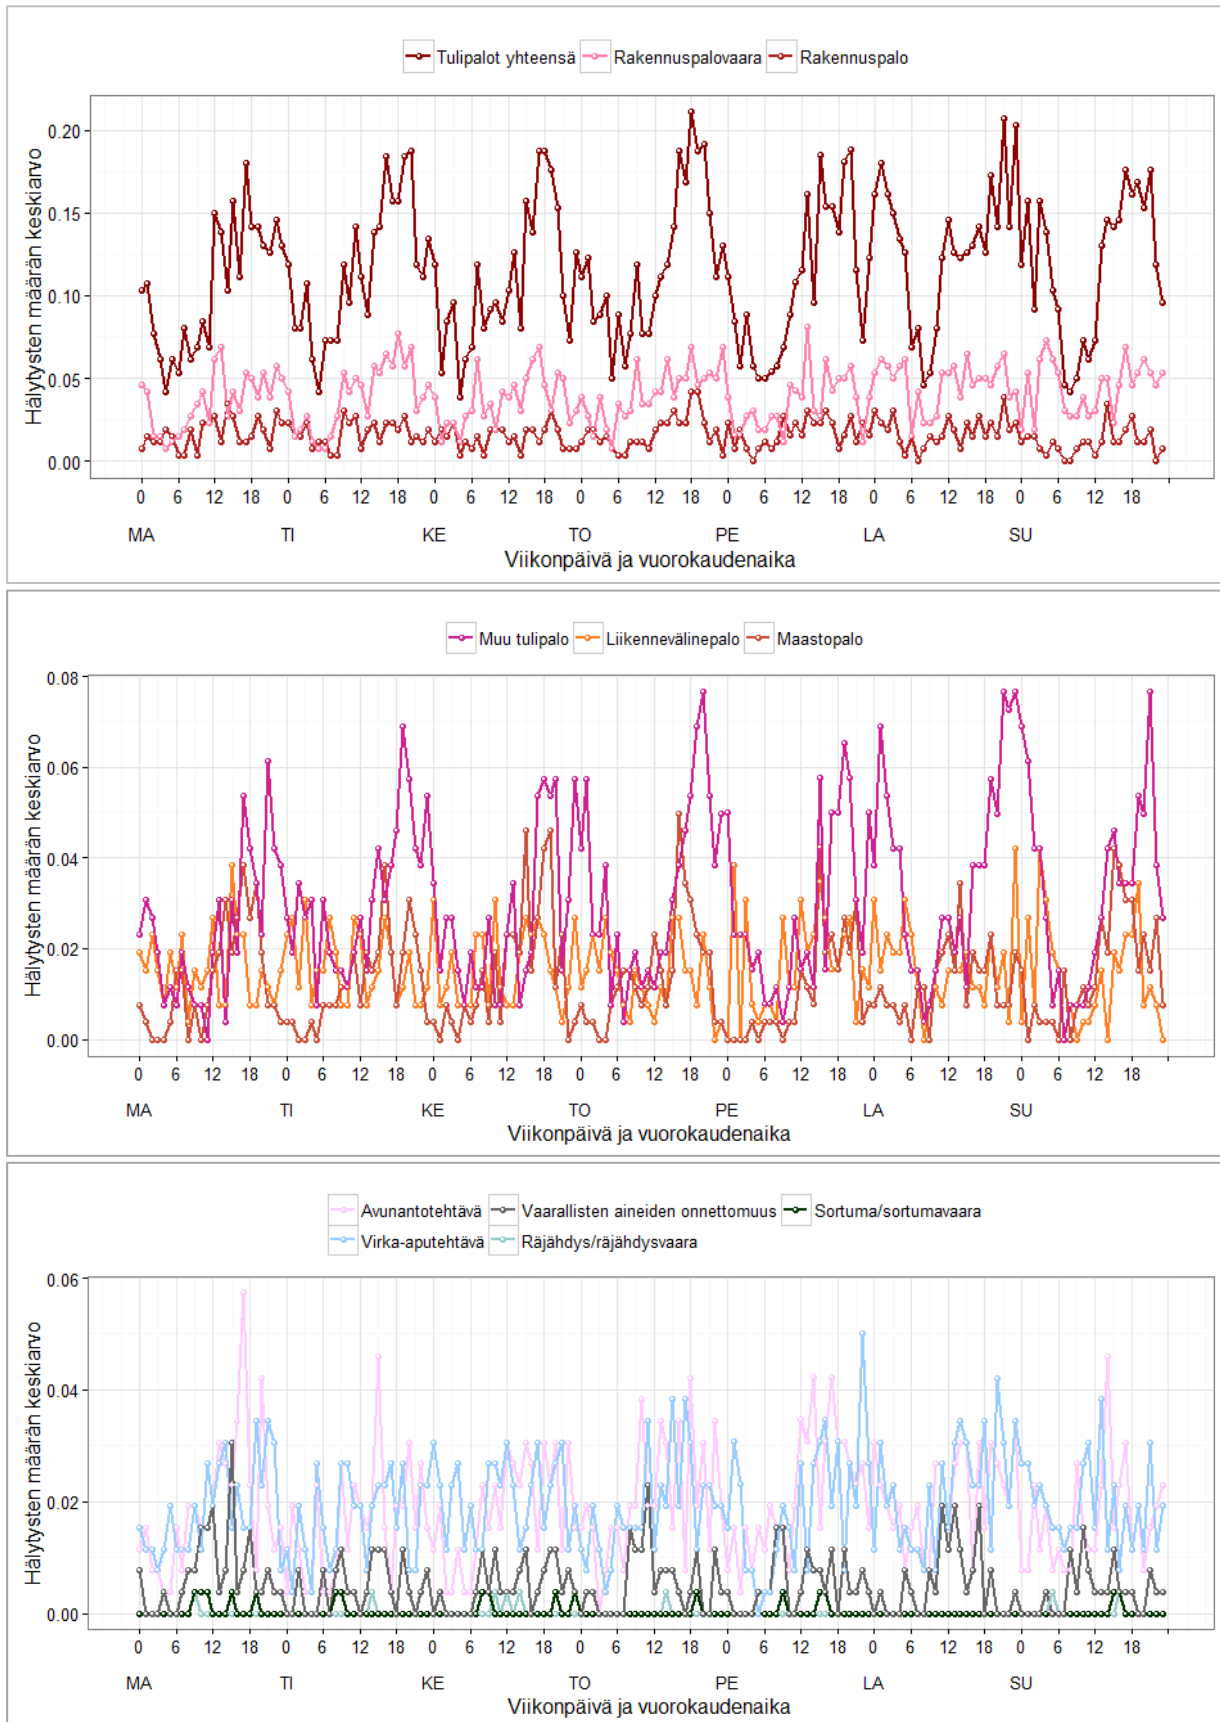 Tulipalot yhteensä Rakennuspalovaara Rakennuspalo
Hälytysten määrän keskiarvo
0.20
0.15
0.10
0.05
0.00
0 6 12 18 0 6 12 18 0 6 12 18 0 6 12 18 0 6 12 18 0 6 12 18 0 6 12 18
MA TI KE TO PE LA SU
Viikonpäivä ja vuorokaudenaika
Muu tulipalo Liikennevälinepalo Maastopalo
Hälytysten määrän keskiarvo
0.08
0.06
0.04
0.02
0.00
0 6 12 18 0 6 12 18 0 6 12 18 0 6 12 18 0 6 12 18 0 6 12 18 0 6 12 18
MA TI KE TO PE LA SU
Viikonpäivä ja vuorokaudenaika
Avunantotehtävä Vaarallisten aineiden onnettomuus Sortuma/sortumavaara
Virka-aputehtävä Räjähdys/räjähdysvaara
Hälytysten määrän keskiarvo
0.06
0.04
0.02
0.00
0 6 12 18 0 6 12 18 0 6 12 18 0 6 12 18 0 6 12 18 0 6 12 18 0 6 12 18
MA TI KE TO PE LA SU
Viikonpäivä ja vuorokaudenaika